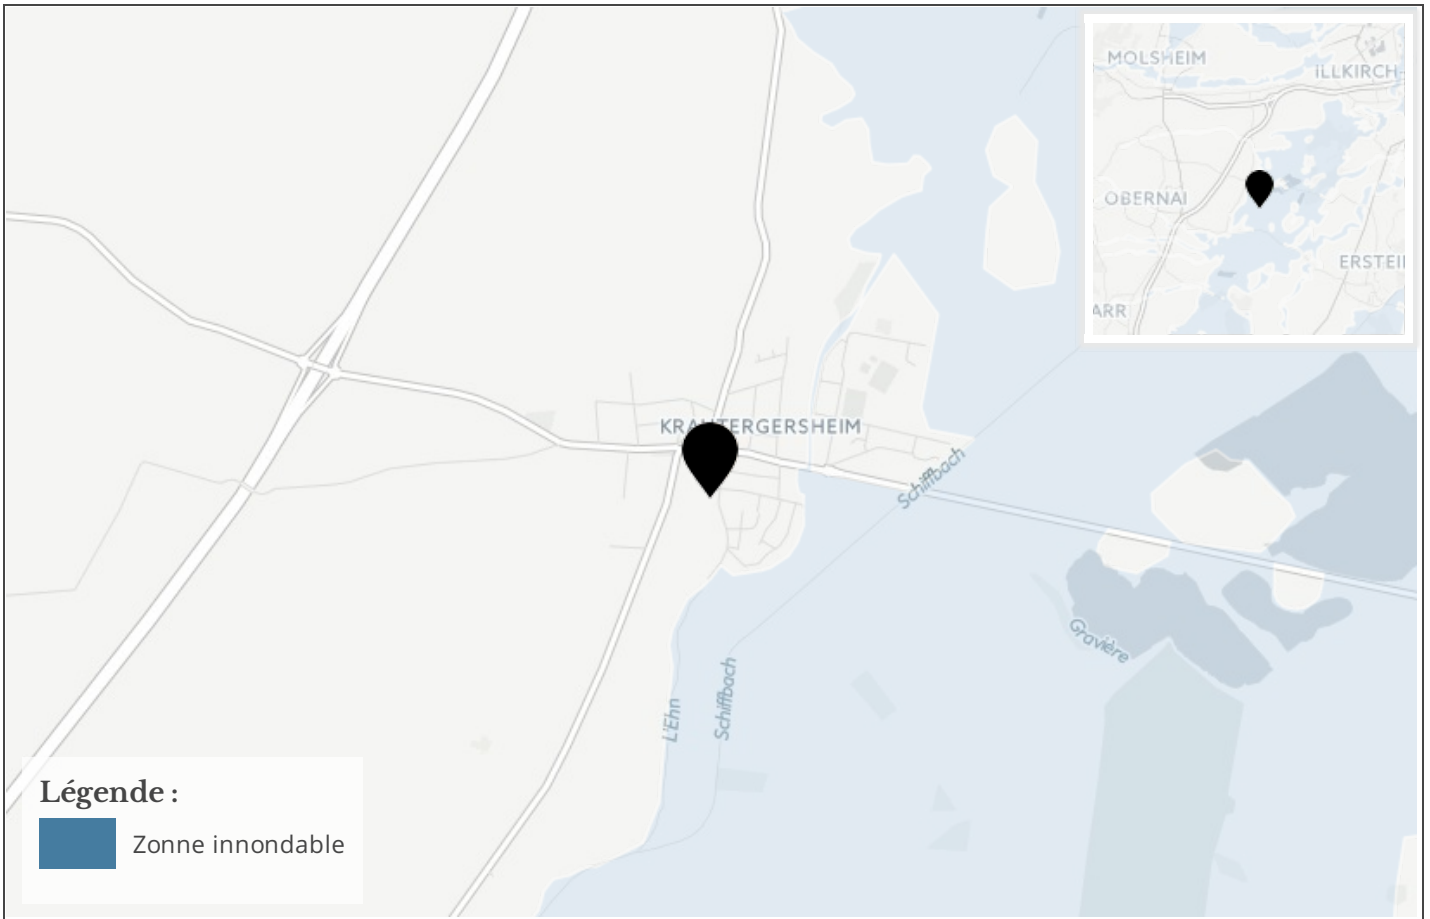 MOLSHEIM
ILLKIRCH-
OBERNAI
ERSTEI
ARR
KRAUTERGERSHEIM
Schiffbach
Gravière
L'Ehn
Schiffbach
Légende :
Zonne innondable